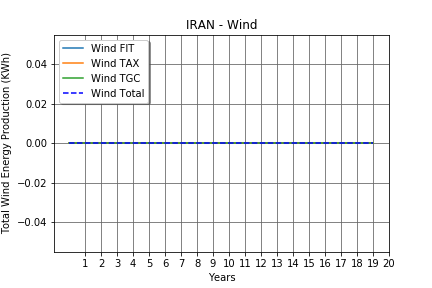 IRAN - Wind
Total Wind Energy Production (KWh)
0.04
0.02
0.00
−0.02
−0.04
Wind FIT
Wind TAX
Wind TGC
Wind Total
1 2 3 4 5 6 7 8 9 10 11 12 13 14 15 16 17 18 19 20
Years